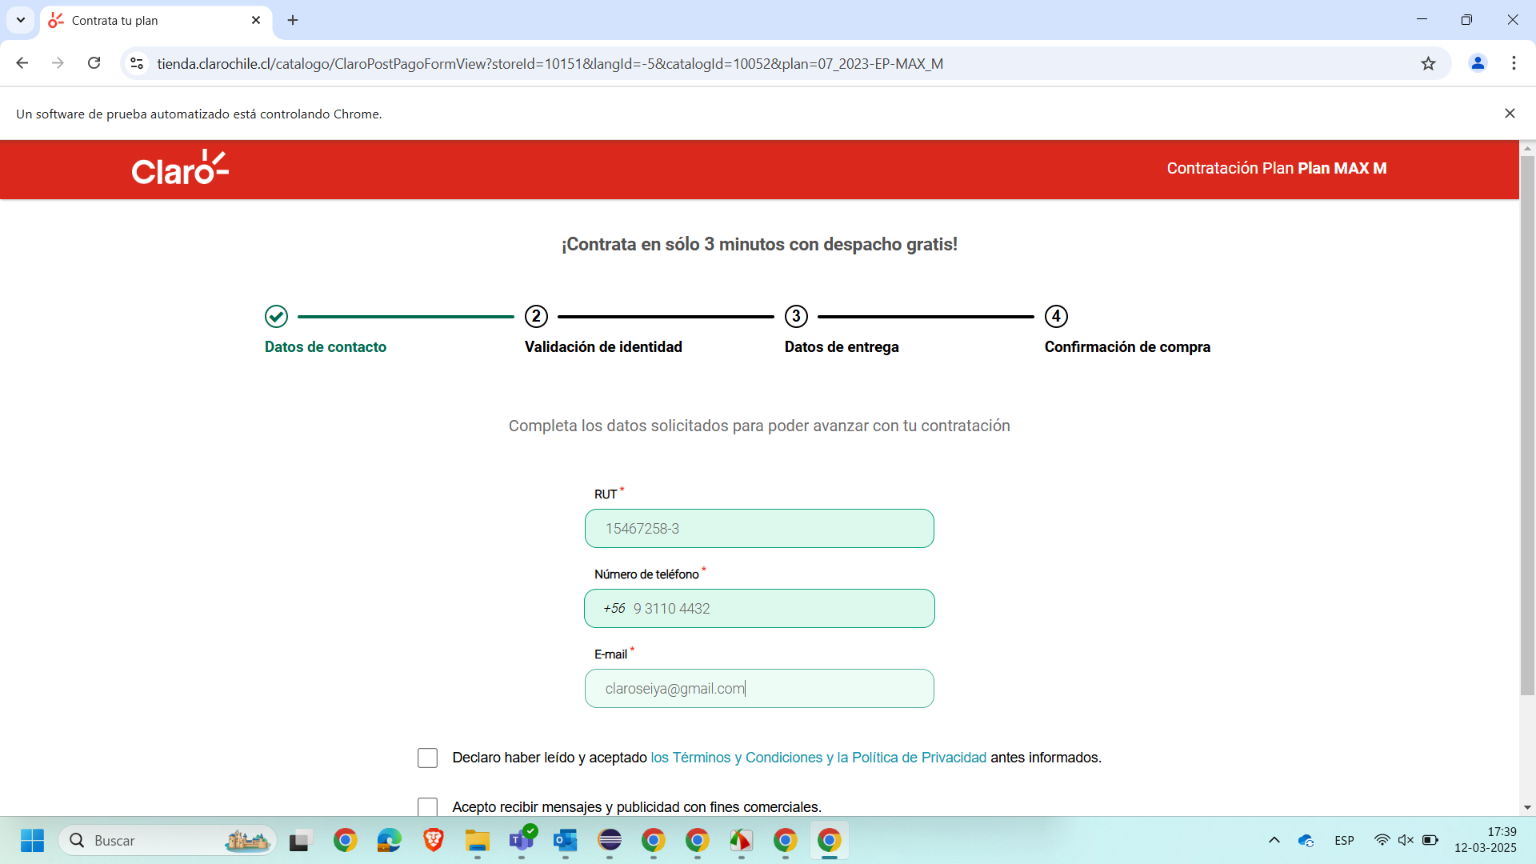 Contrata tu plan
tienda.clarochile.cl/catalogo/ClaroPostPagoFormView?storeId=10151&langId=-5&catalogId=10052&plan=07_2023-EP-MAX_M
Un software de prueba automatizado está controlando Chrome.
Claro
Contratación Plan Plan MAX M
¡Contrata en sólo 3 minutos con despacho gratis!
2 3 4
Datos de contacto Validación de identidad Datos de entrega Confirmación de compra
Completa los datos solicitados para poder avanzar con tu contratación
RUT *
15467258-3
Número de teléfono *
+56 9 3110 4432
E-mail *
claroseiya@gmail.com
Declaro haber leído y aceptado los Términos y Condiciones y la Política de Privacidad antes informados.
Acepto recibir mensajes y publicidad con fines comerciales.
Buscar
ESP
17:39
12-03-2025